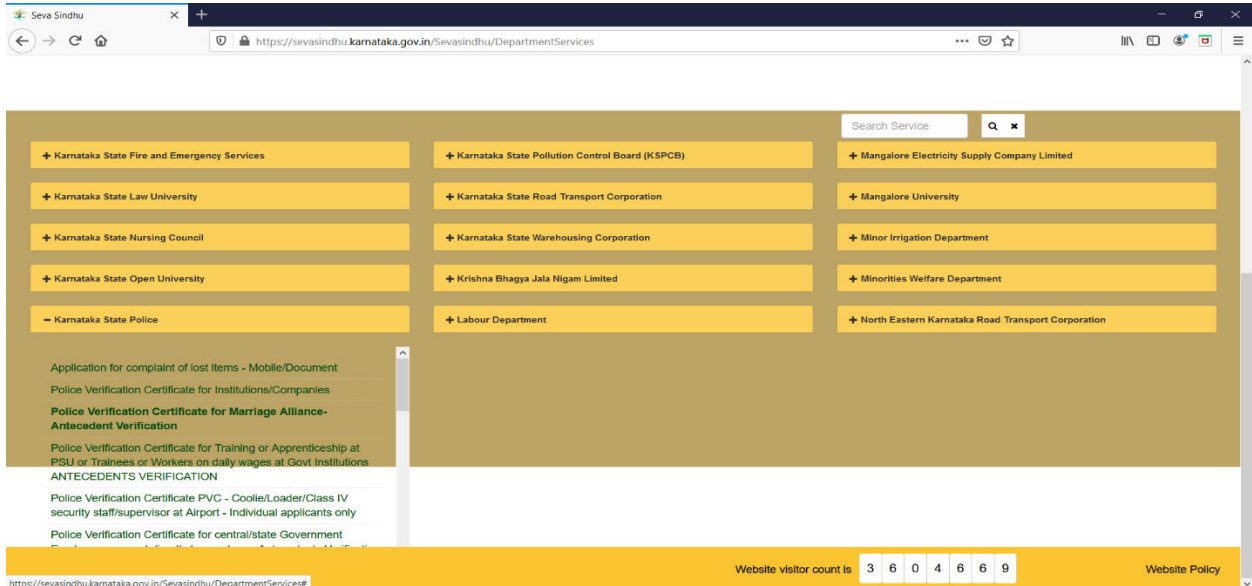 Seva Sindhu
https://sevasindhu.karnataka.gov.in/Sevasindhu/DepartmentServices
Search Service
+ Karnataka State Fire and Emergency Services
+ Karnataka State Pollution Control Board (KSPCB)
+ Mangalore Electricity Supply Company Limited
+ Karnataka State Law University
+ Karnataka State Road Transport Corporation
+ Mangalore University
+ Karnataka State Nursing Council
+ Karnataka State Warehousing Corporation
+ Minor Irrigation Department
+ Karnataka State Open University
+ Krishna Bhagya Jala Nigam Limited
+ Minorities Welfare Department
− Karnataka State Police
+ Labour Department
+ North Eastern Karnataka Road Transport Corporation
Application for complaint of lost items - Mobile/Document
Police Verification Certificate for Institutions/Companies
Police Verification Certificate for Marriage Alliance-
Antecedent Verification
Police Verification Certificate for Training or Apprenticeship at
PSU or Trainees or Workers on daily wages at Govt Institutions
ANTECEDENTS VERIFICATION
Police Verification Certificate PVC - Coolie/Loader/Class IV
security staff/supervisor at Airport - Individual applicants only
Police Verification Certificate for central/state Government
Website visitor count is 3 6 0 4 6 6 9
Website Policy
https://sevasindhu.karnataka.gov.in/Sevasindhu/DepartmentServices#